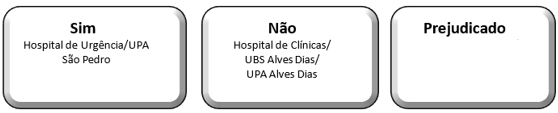 Sim
Hospital de Urgência/UPA
São Pedro
Não
Hospital de Clínicas/
UBS Alves Dias/
UPA Alves Dias
Prejudicado